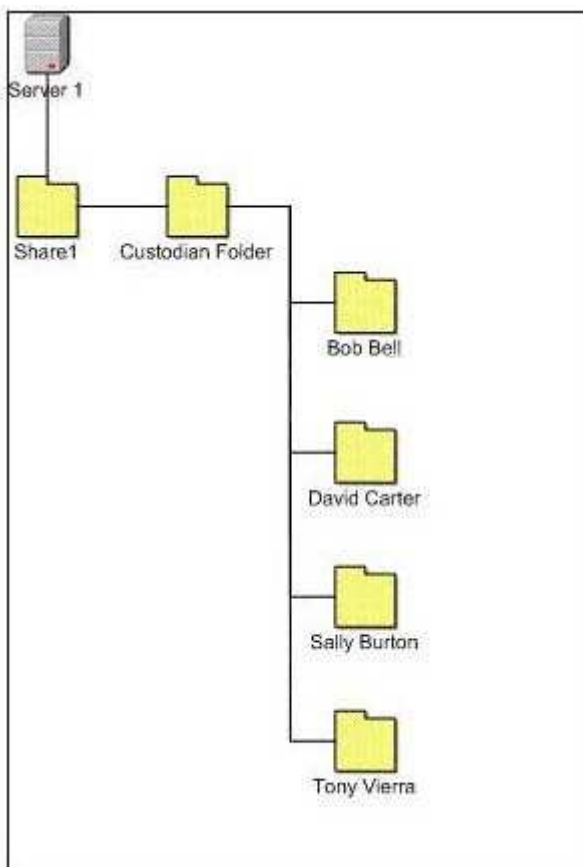 Server 1
Share1
Custodian Folder
Bob Bell
David Carter
Sally Burton
Tony Vierra